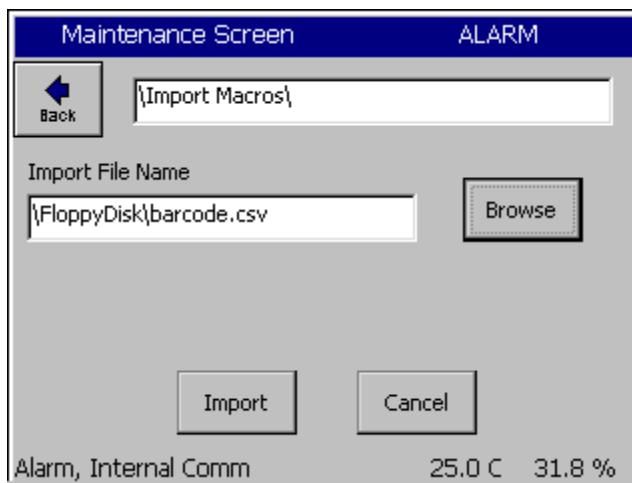 Maintenance Screen ALARM
Back
\Import Macros\
Import File Name
\FloppyDisk\barcode.csv
Browse
Import Cancel
Alarm, Internal Comm 25.0 C 31.8 %